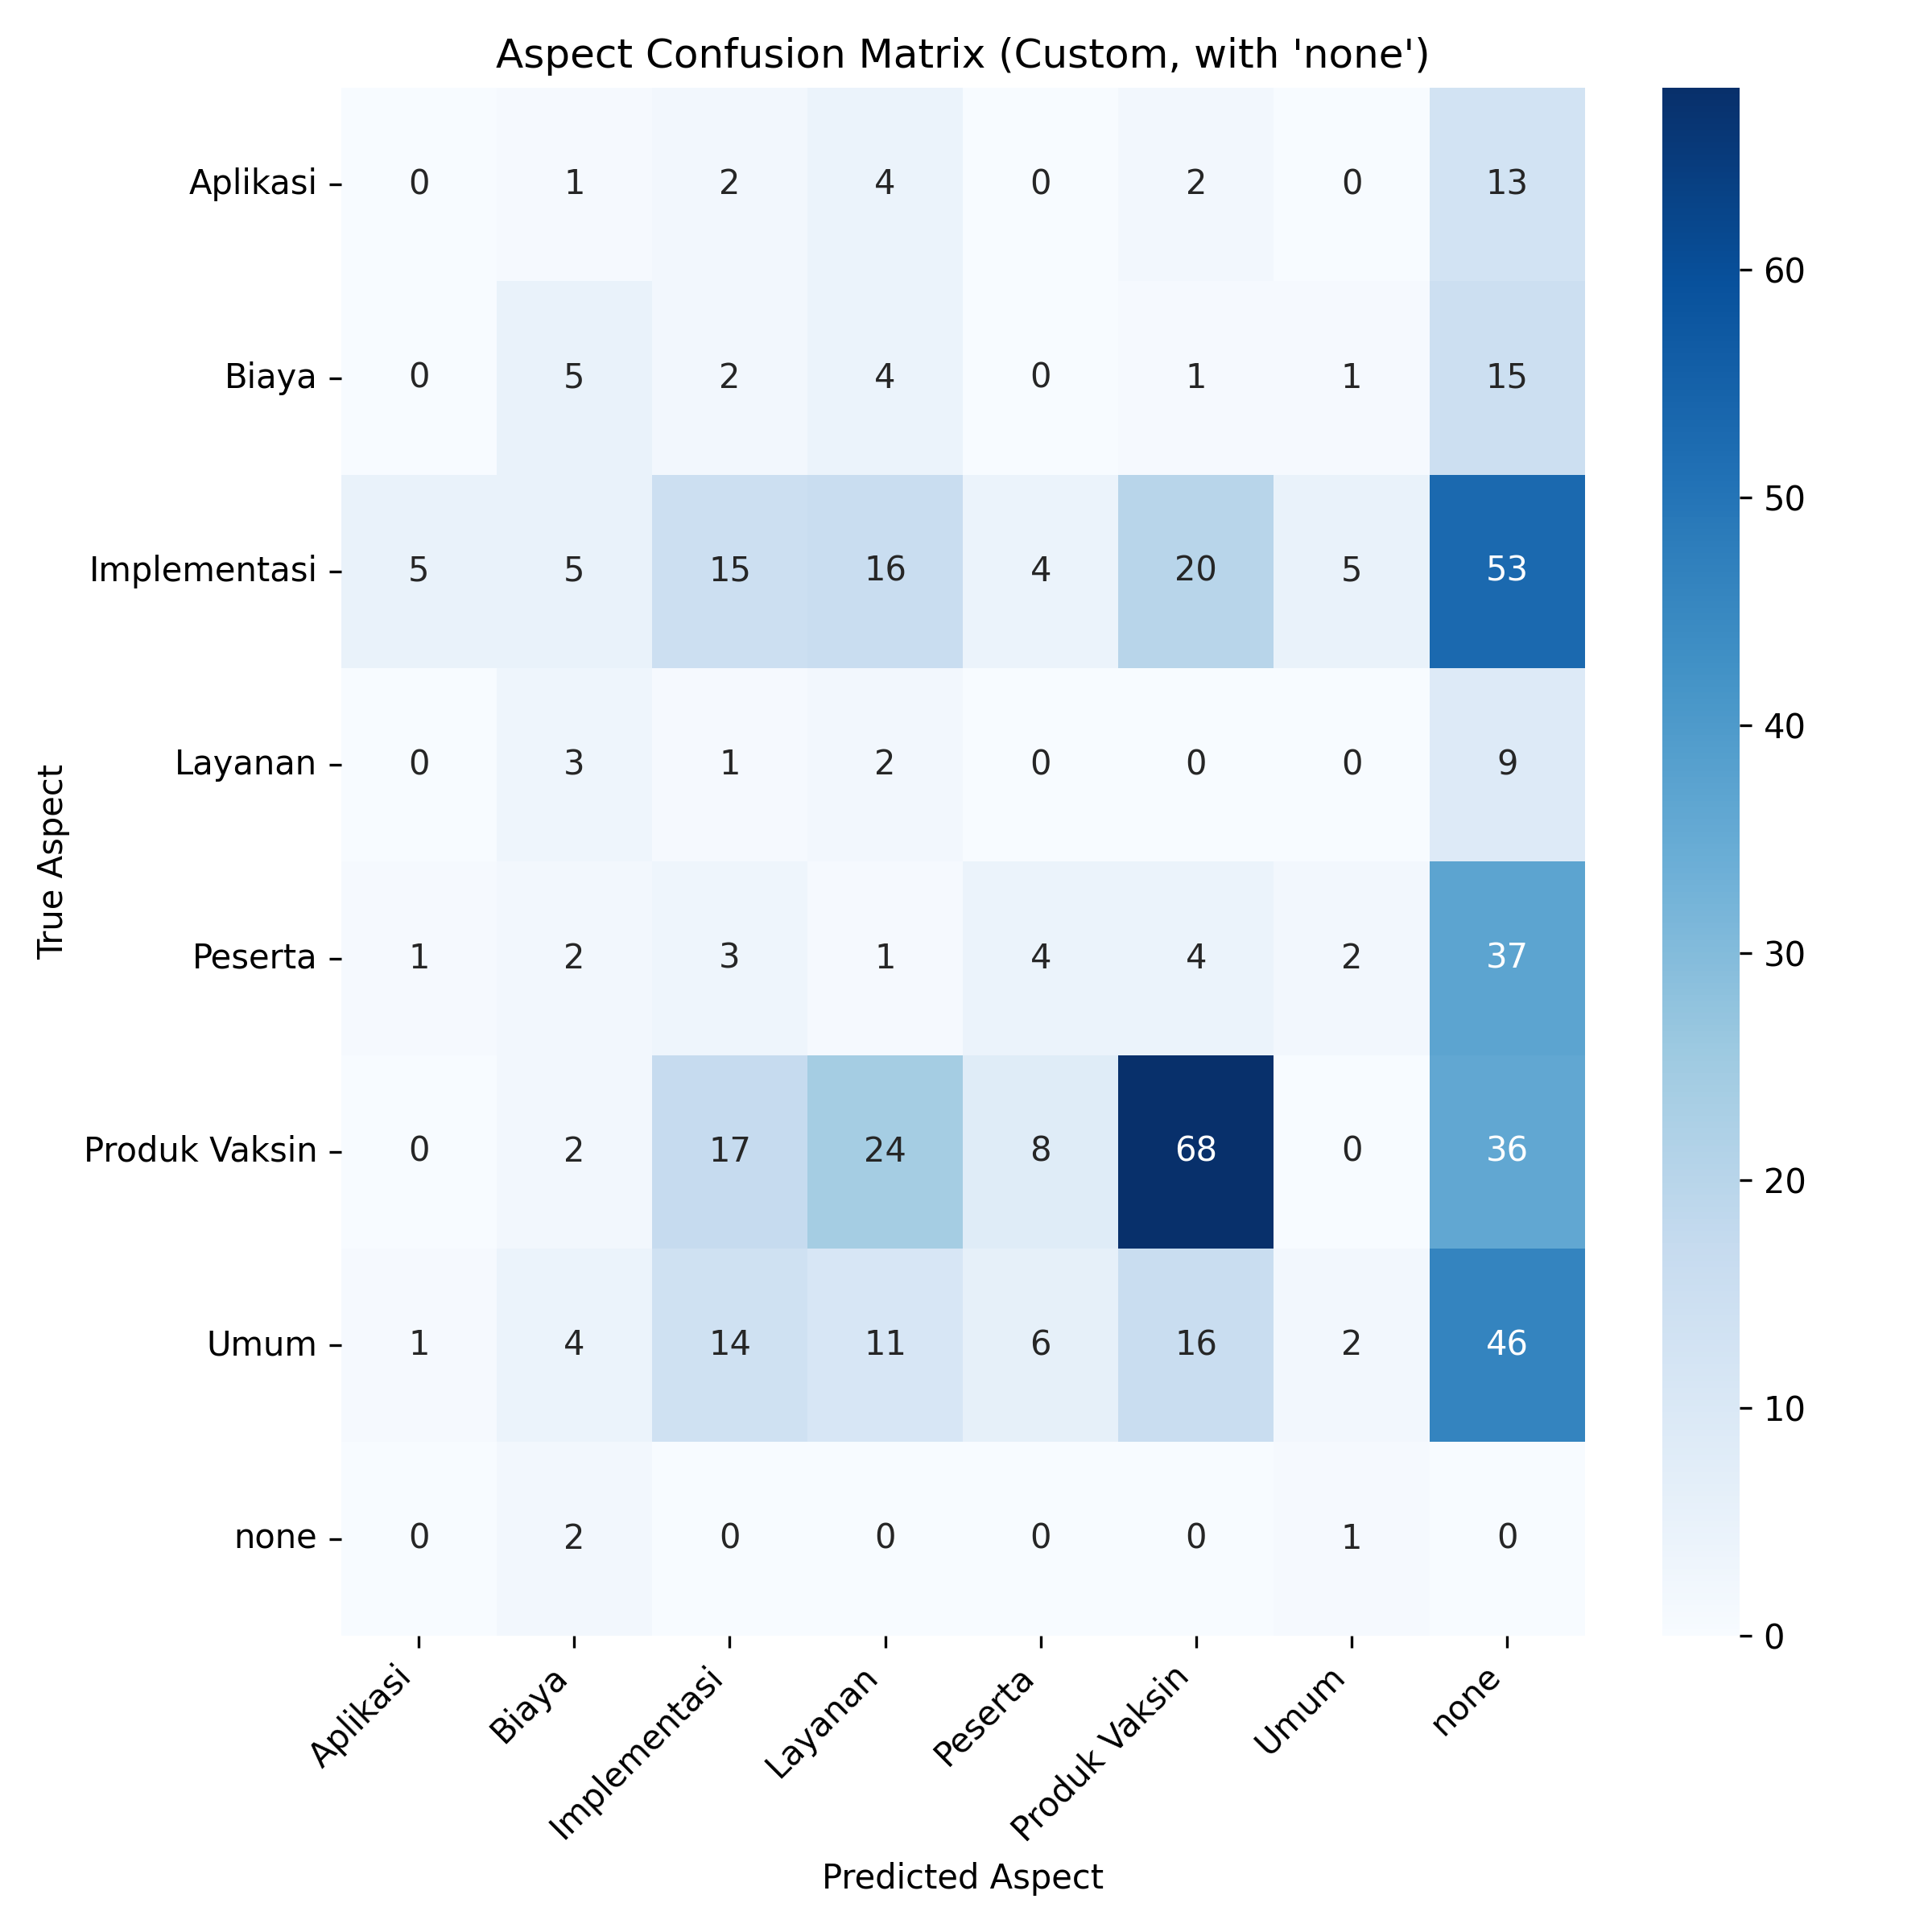 Aspect Confusion Matrix (Custom, with 'none')
True Aspect
Aplikasi 0 1 2 4 0 2 0 13
Biaya 0 5 2 4 0 1 1 15
Implementasi 5 5 15 16 4 20 5 53
Layanan 0 3 1 2 0 0 0 9
Peserta 1 2 3 1 4 4 2 37
Produk Vaksin 0 2 17 24 8 68 0 36
Umum 1 4 14 11 6 16 2 46
none 0 2 0 0 0 0 1 0
Aplikasi Biaya Implementasi Layanan Peserta Produk Vaksin Umum none
Predicted Aspect
60
50
40
30
20
10
0